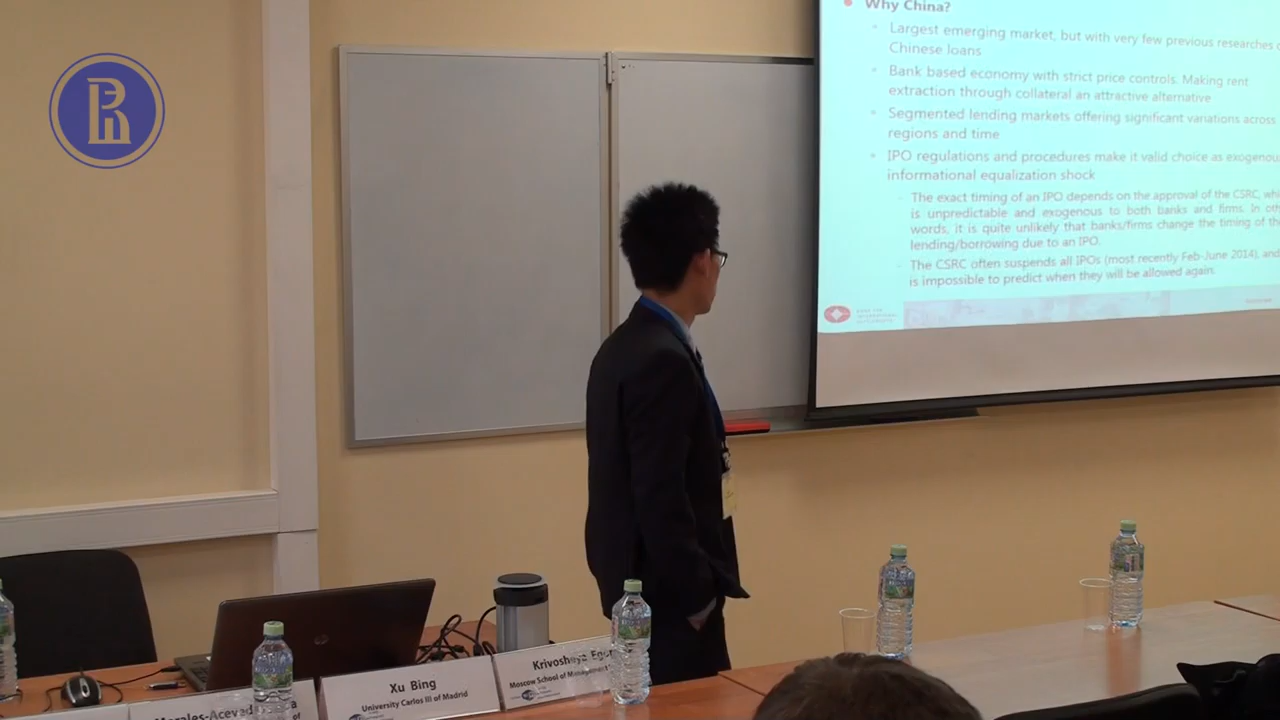 Why China?
Largest emerging market, but with very few previous researches
Chinese loans
Bank based economy with strict price controls. Making rent
extraction through collateral an attractive alternative
Segmented lending markets offering significant variations across
regions and time
IPO regulations and procedures make it valid choice as exogenous
informational equalization shock
The exact timing of an IPO depends on the approval of the CSRC,
is unpredictable and exogenous to both banks and firms. In
words, it is quite unlikely that banks/firms change the timing of
lending/borrowing due to an IPO.
The CSRC often suspends all IPOs (most recently Feb-June 2014), and
is impossible to predict when they will be allowed again.
Krivosheya
Moscow School of
Xu Bing
University Carlos III of Madrid